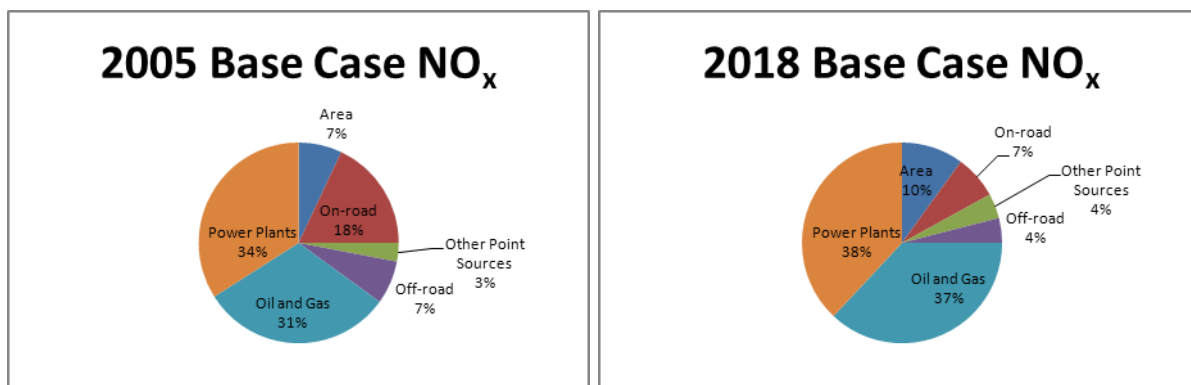 2005 Base Case NOx
Area
7%
On-road
18%
Other Point
Sources
3%
Off-road
7%
Oil and Gas
31%
Power Plants
34%
2018 Base Case NOx
Area
10%
On-road
7%
Other Point
Sources
4%
Off-road
4%
Oil and Gas
37%
Power Plants
38%